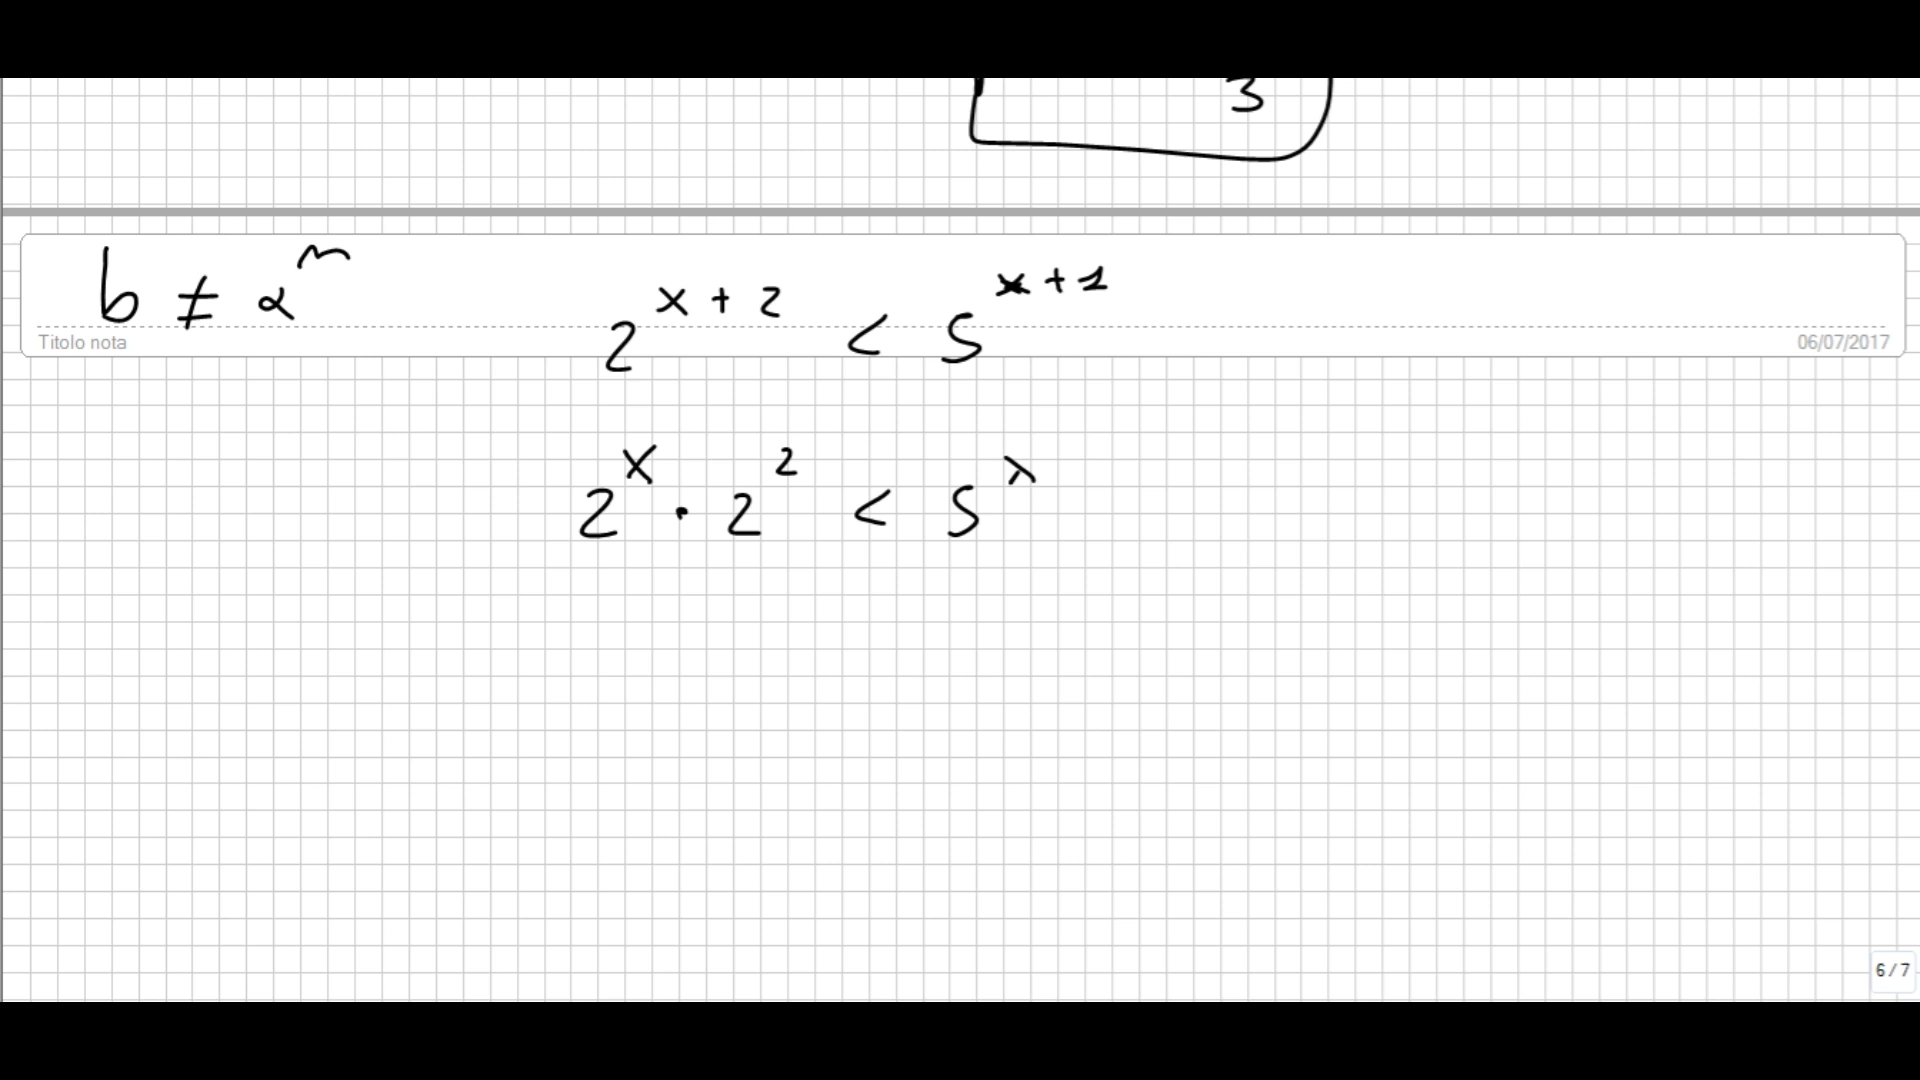 3
b ≠ a^m
2^{x+2} < 5^{x+1}
Titolo nota
06/07/2017
2^x · 2^2 < 5^x
6 / 7